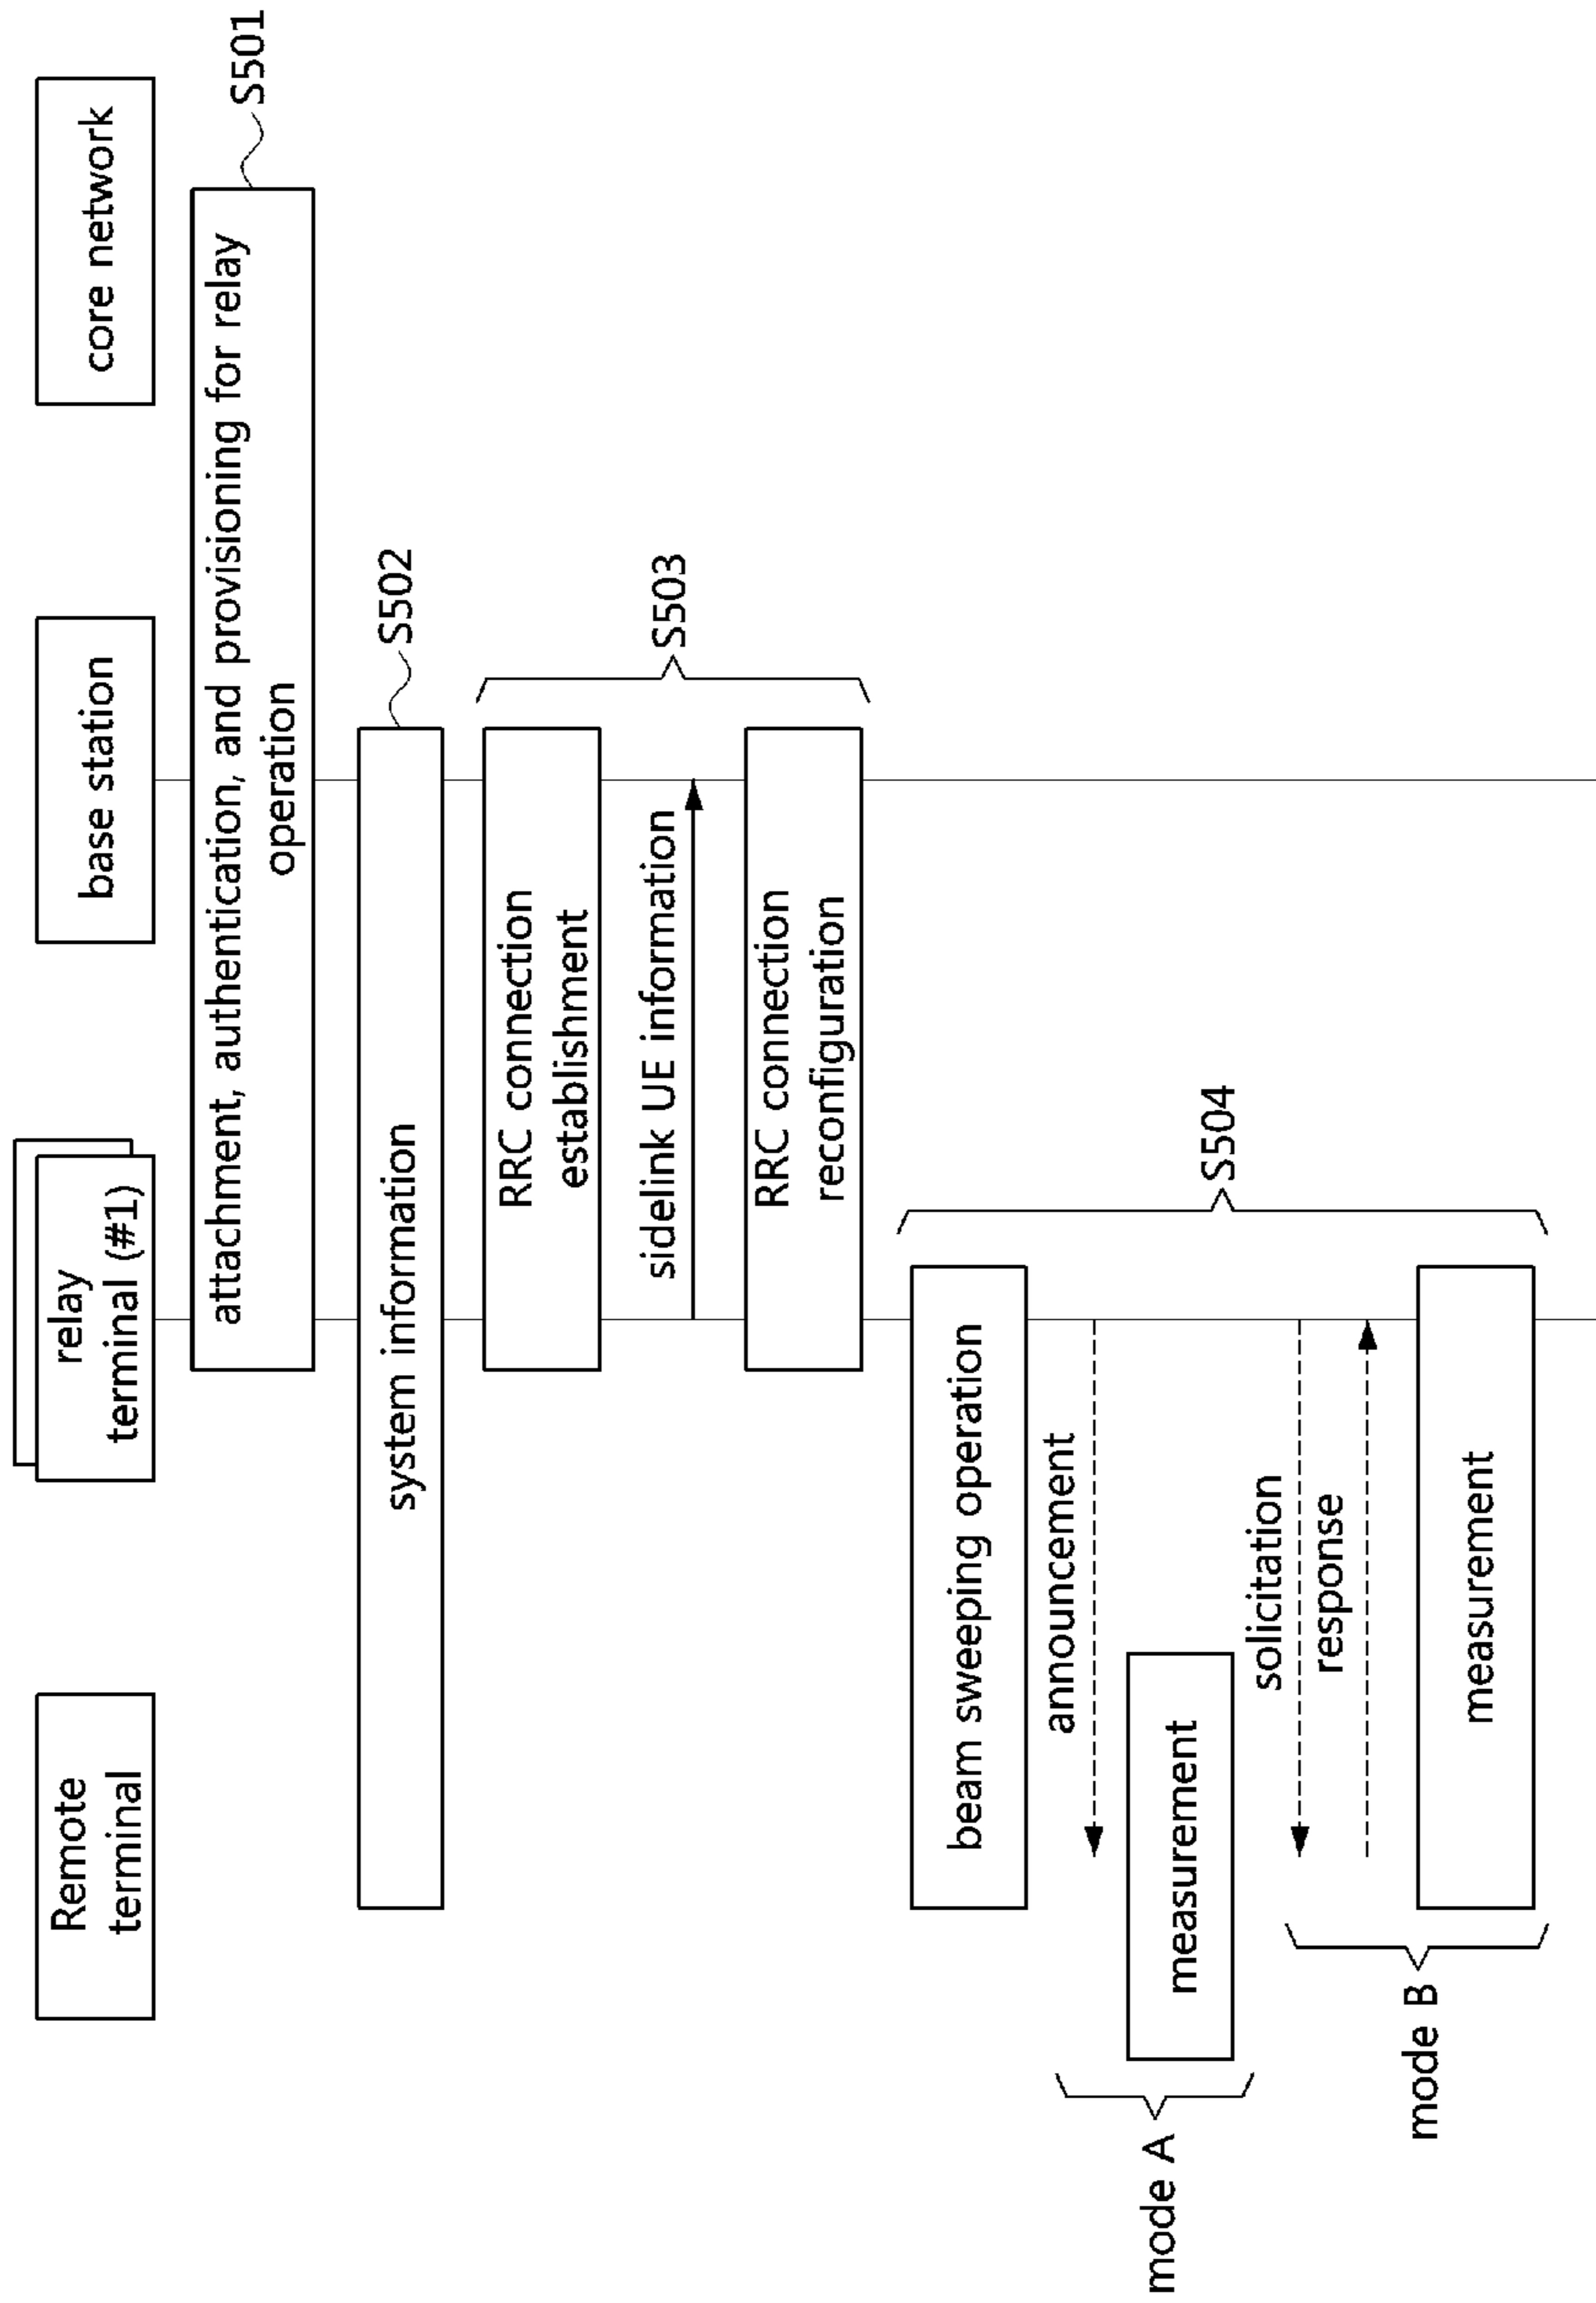 Remote
terminal
relay
terminal (#1)
base station
core network
attachment, authentication, and provisioning for relay
operation
S501
system information
S502
RRC connection
establishment
sidelink UE information
RRC connection
reconfiguration
S503
beam sweeping operation
announcement
measurement
mode A
solicitation
response
measurement
mode B
S504